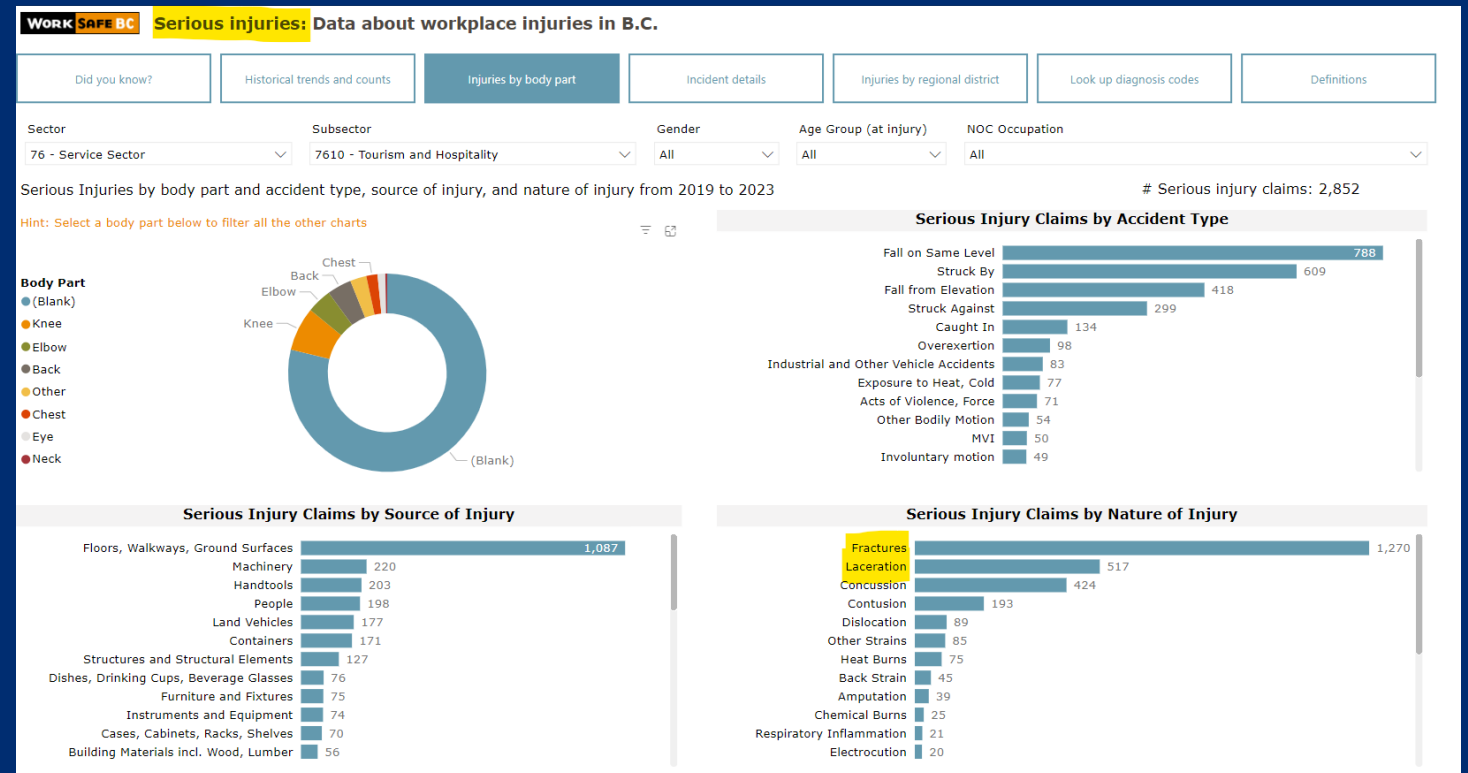 WORK SAFE BC
Serious injuries: Data about workplace injuries in B.C.
Did you know?
Historical trends and counts
Injuries by body part
Incident details
Injuries by regional district
Look up diagnosis codes
Definitions
Sector
Subsector
Gender
Age Group (at injury)
NOC Occupation
76 - Service Sector
7610 - Tourism and Hospitality
All
All
All
Serious Injuries by body part and accident type, source of injury, and nature of injury from 2019 to 2023
# Serious injury claims: 2,852
Hint: Select a body part below to filter all the other charts
Body Part
(Blank)
Knee
Elbow
Back
Other
Chest
Eye
Neck
Chest
Back
Elbow
Knee
(Blank)
Serious Injury Claims by Accident Type
Fall on Same Level 788
Struck By 609
Fall from Elevation 418
Struck Against 299
Caught In 134
Overexertion 98
Industrial and Other Vehicle Accidents 83
Exposure to Heat, Cold 77
Acts of Violence, Force 71
Other Bodily Motion 54
MVI 50
Involuntary motion 49
Serious Injury Claims by Source of Injury
Floors, Walkways, Ground Surfaces 1,087
Machinery 220
Handtools 203
People 198
Land Vehicles 177
Containers 171
Structures and Structural Elements 127
Dishes, Drinking Cups, Beverage Glasses 76
Furniture and Fixtures 75
Instruments and Equipment 74
Cases, Cabinets, Racks, Shelves 70
Building Materials incl. Wood, Lumber 56
Serious Injury Claims by Nature of Injury
Fractures 1,270
Laceration 517
Concussion 424
Contusion 193
Dislocation 89
Other Strains 85
Heat Burns 75
Back Strain 45
Amputation 39
Chemical Burns 25
Respiratory Inflammation 21
Electrocution 20